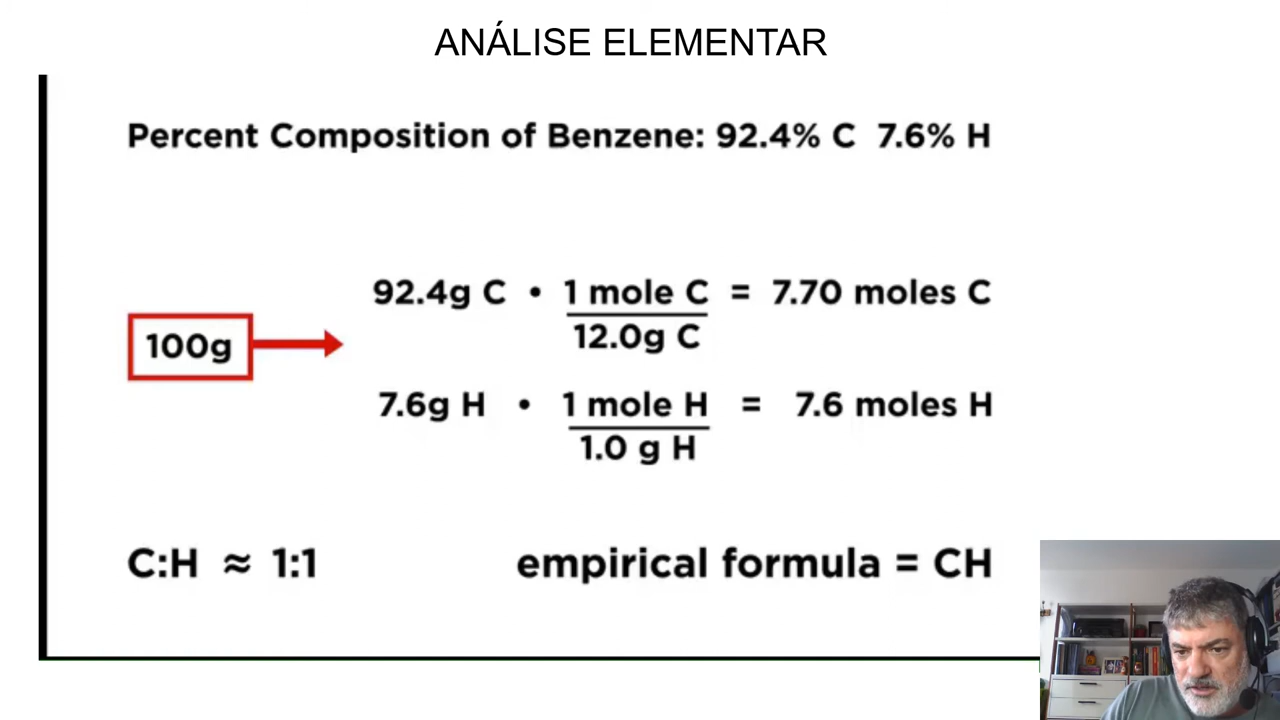 ANÁLISE ELEMENTAR
Percent Composition of Benzene: 92.4% C 7.6% H
92.4g C • 1 mole C = 7.70 moles C
12.0g C
100g
7.6g H • 1 mole H = 7.6 moles H
1.0 g H
C:H ≈ 1:1 empirical formula = CH